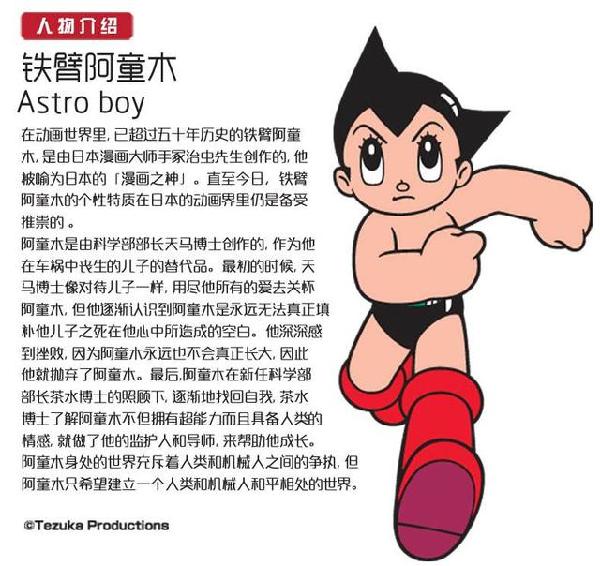 人物介绍
铁臂阿童木
Astro boy
在动画世界里,已超过五十年历史的铁臂阿童
木,是由日本漫画大师手冢治虫先生创作的,他
被喻为日本的「漫画之神」。直至今日，铁臂
阿童木的个性特质在日本的动画界里仍是备受
推崇的。
阿童木是由科学部部长天马博士创作的,作为他
在车祸中丧生的儿子的替代品。最初的时候,天
马博士像对待儿子一样,用尽他所有的爱去关怀
阿童木,但他逐渐认识到阿童木是永远无法真正填
补他儿子之死在他心中所造成的空白。他深深感
到挫败,因为阿童木永远也不会真正长大,因此
他就抛弃了阿童木。最后,阿童木在新任科学部
部长茶水博士的照顾下,逐渐地找回自我,茶水
博士了解阿童木不但拥有超能力而且具备人类的
情感,就做了他的监护人和导师,来帮助他成长。
阿童木身处的世界充斥着人类和机械人之间的争执,但
阿童木只希望建立一个人类和机械人和平相处的世界。
©Tezuka Productions